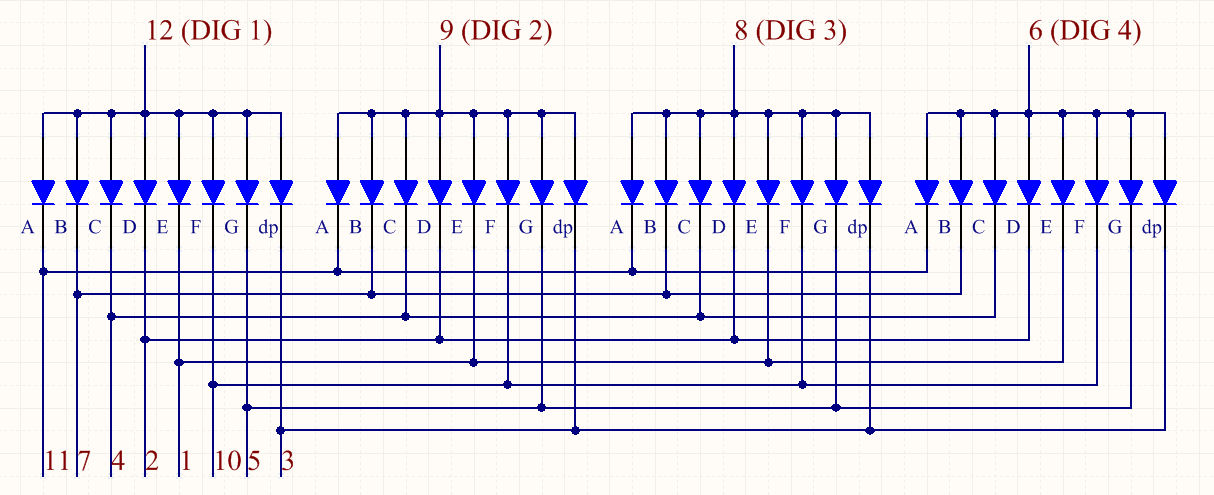 12 (DIG 1) 9 (DIG 2) 8 (DIG 3) 6 (DIG 4)
A B C D E F G dp A B C D E F G dp A B C D E F G dp A B C D E F G dp
11 7 4 2 1 10 5 3